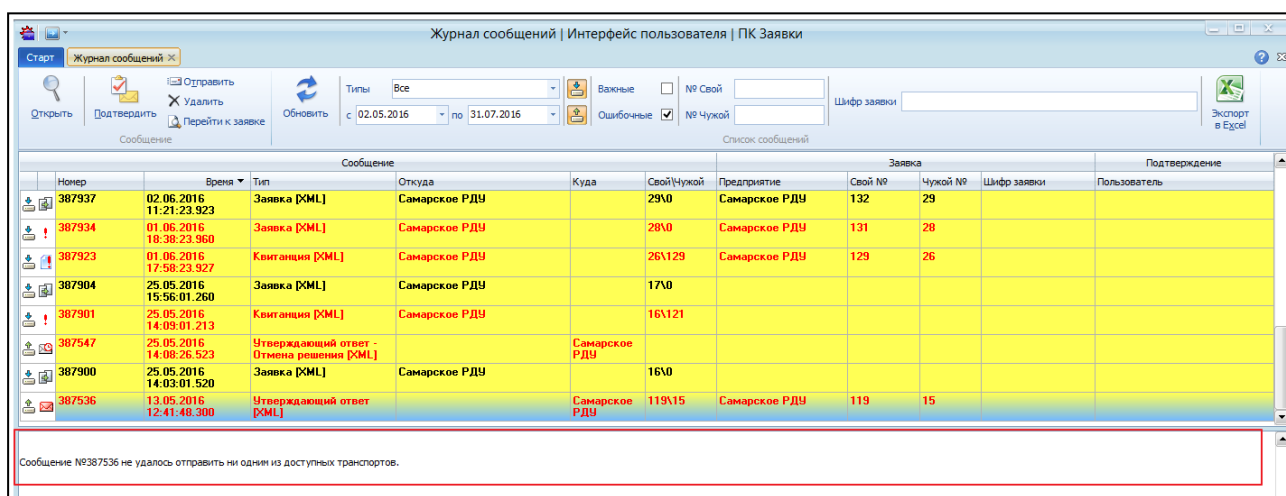 Журнал сообщений | Интерфейс пользователя | ПК Заявки
Старт Журнал сообщений
Открыть Подтвердить Отправить Удалить Перейти к заявке
Сообщение
Обновить Типы Все Важные № Свой
с 02.05.2016 по 31.07.2016 Ошибочные № Чужой
Шифр заявки
Список сообщений
Экспорт в Excel
Сообщение Заявка Подтверждение
Номер Время Тип Откуда Куда Свой\Чужой Предприятие Свой № Чужой № Шифр заявки Пользователь
387937 02.06.2016 11:21:23.923 Заявка [XML] Самарское РДУ 29\0 Самарское РДУ 132 29
387934 01.06.2016 18:38:23.960 Заявка [XML] Самарское РДУ 28\0 Самарское РДУ 131 28
387923 01.06.2016 17:58:23.927 Квитанция [XML] Самарское РДУ 26\129 Самарское РДУ 129 26
387904 25.05.2016 15:56:01.260 Заявка [XML] Самарское РДУ 17\0
387901 25.05.2016 14:09:01.213 Квитанция [XML] Самарское РДУ 16\121
387547 25.05.2016 14:08:26.523 Утверждающий ответ - Отмена решения [XML] Самарское РДУ
387900 25.05.2016 14:03:01.520 Заявка [XML] Самарское РДУ 16\0
387536 13.05.2016 12:41:48.300 Утверждающий ответ [XML] Самарское РДУ 119\15 Самарское РДУ 119 15
Сообщение №387536 не удалось отправить ни одним из доступных транспортов.